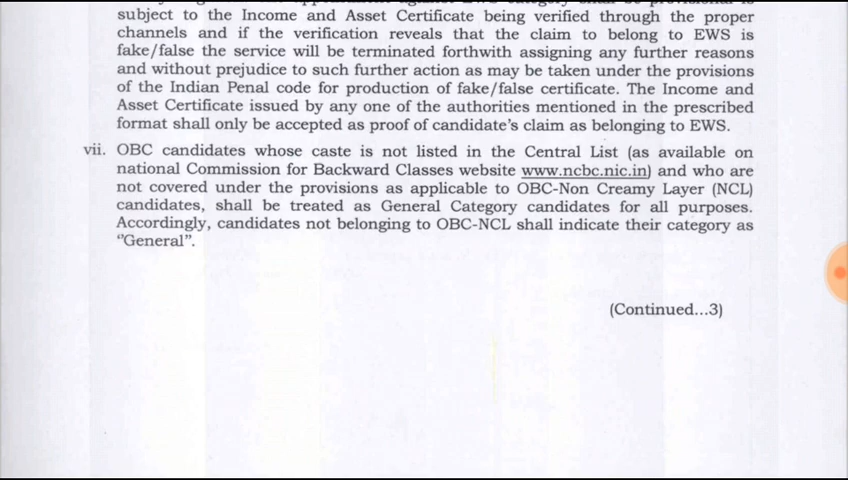 subject to the Income and Asset Certificate being verified through the proper
channels and if the verification reveals that the claim to belong to EWS is
fake/false the service will be terminated forthwith assigning any further reasons
and without prejudice to such further action as may be taken under the provisions
of the Indian Penal code for production of fake/false certificate. The Income and
Asset Certificate issued by any one of the authorities mentioned in the prescribed
format shall only be accepted as proof of candidate's claim as belonging to EWS.
vii. OBC candidates whose caste is not listed in the Central List (as available on
national Commission for Backward Classes website www.ncbc.nic.in) and who are
not covered under the provisions as applicable to OBC-Non Creamy Layer (NCL)
candidates, shall be treated as General Category candidates for all purposes.
Accordingly, candidates not belonging to OBC-NCL shall indicate their category as
"General".
(Continued...3)